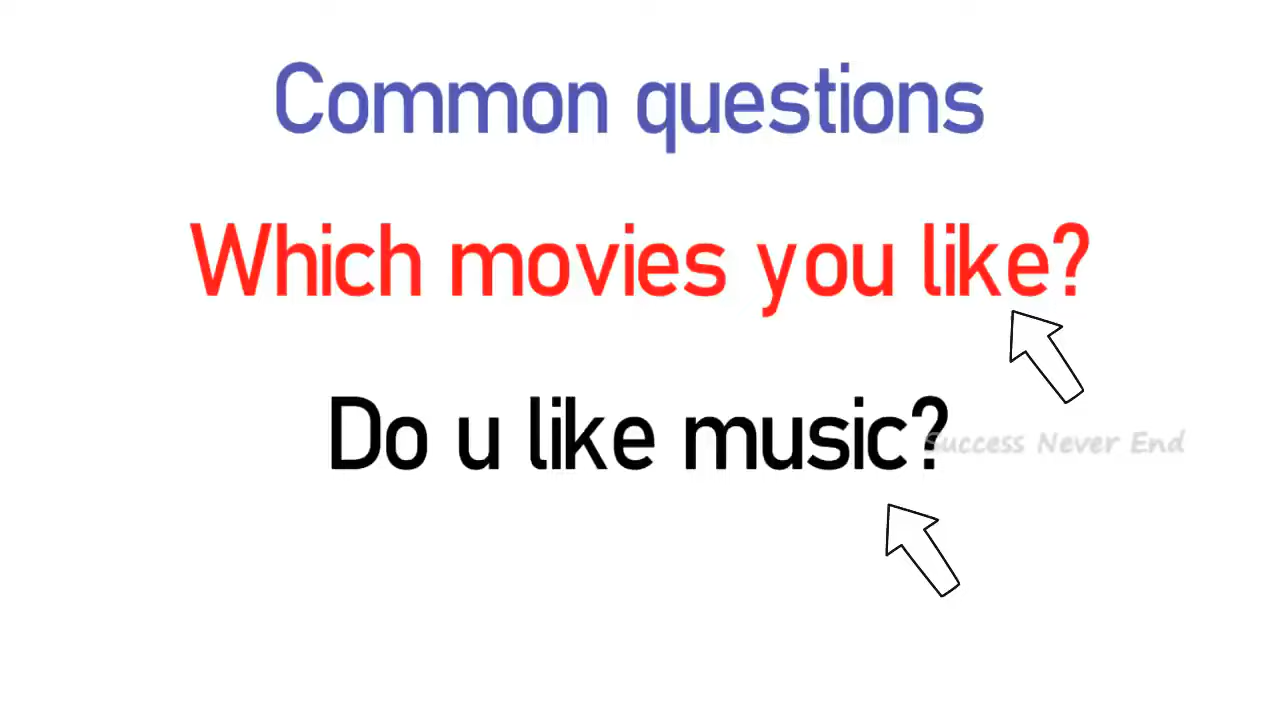 Common questions
Which movies you like?
Do u like music?
Success Never End